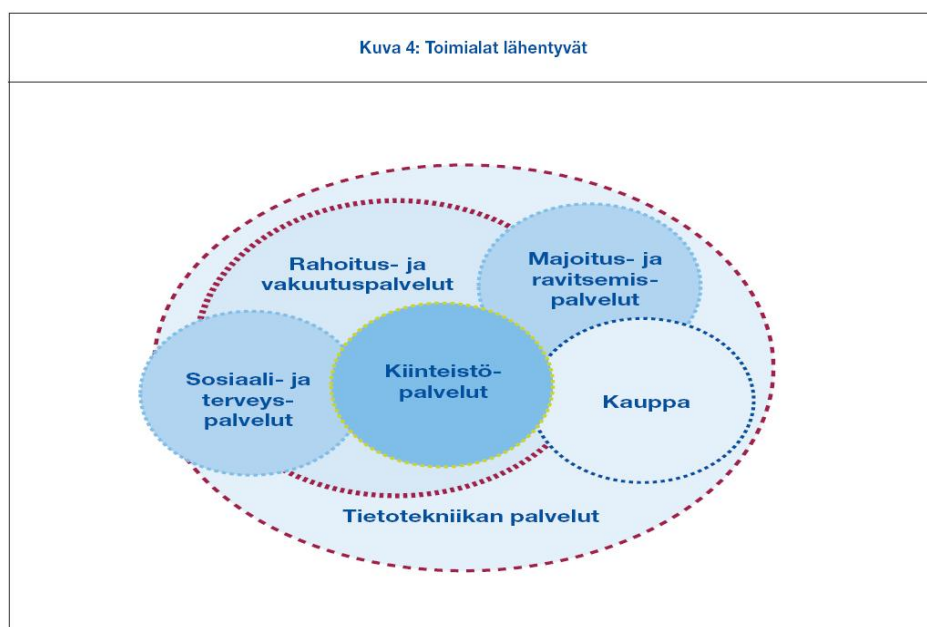 Kuva 4: Toimialat lähentyvät
Rahoitus- ja
vakuutuspalvelut
Majoitus- ja
ravitsemis-
palvelut
Sosiaali- ja
terveys-
palvelut
Kiinteistö-
palvelut
Kauppa
Tietotekniikan palvelut